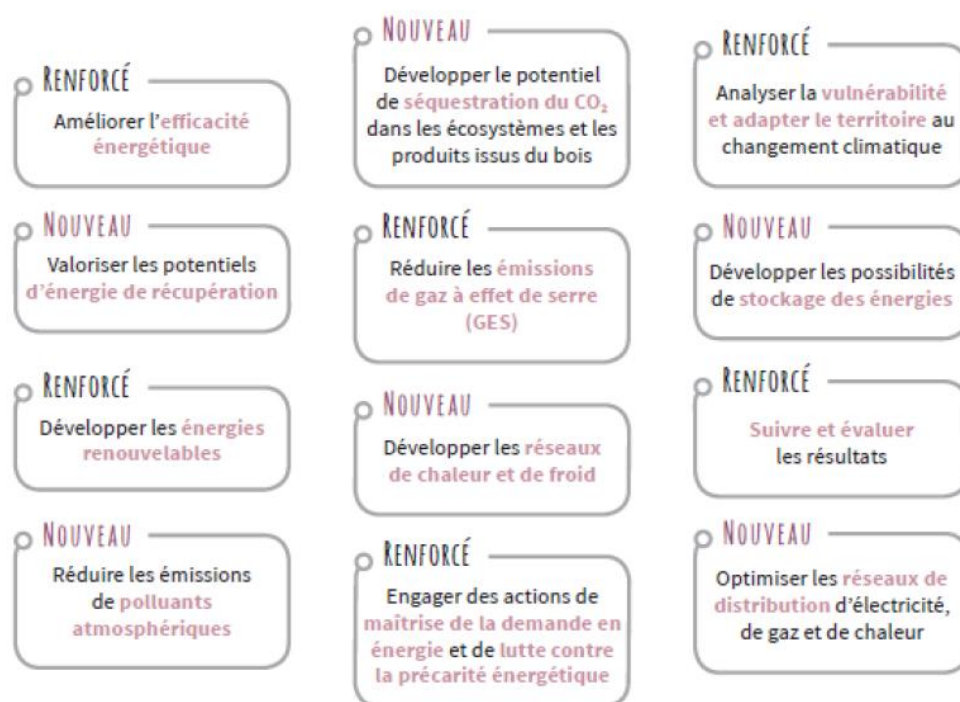 RENFORCÉ
Améliorer l'efficacité
énergétique
NOUVEAU
Valoriser les potentiels
d'énergie de récupération
RENFORCÉ
Développer les énergies
renouvelables
NOUVEAU
Réduire les émissions
de polluants
atmosphériques
NOUVEAU
Développer le potentiel
de séquestration du CO₂
dans les écosystèmes et les
produits issus du bois
RENFORCÉ
Réduire les émissions
de gaz à effet de serre
(GES)
NOUVEAU
Développer les réseaux
de chaleur et de froid
RENFORCÉ
Engager des actions de
maîtrise de la demande en
énergie et de lutte contre
la précarité énergétique
RENFORCÉ
Analyser la vulnérabilité
et adapter le territoire au
changement climatique
NOUVEAU
Développer les possibilités
de stockage des énergies
RENFORCÉ
Suivre et évaluer
les résultats
NOUVEAU
Optimiser les réseaux de
distribution d'électricité,
de gaz et de chaleur